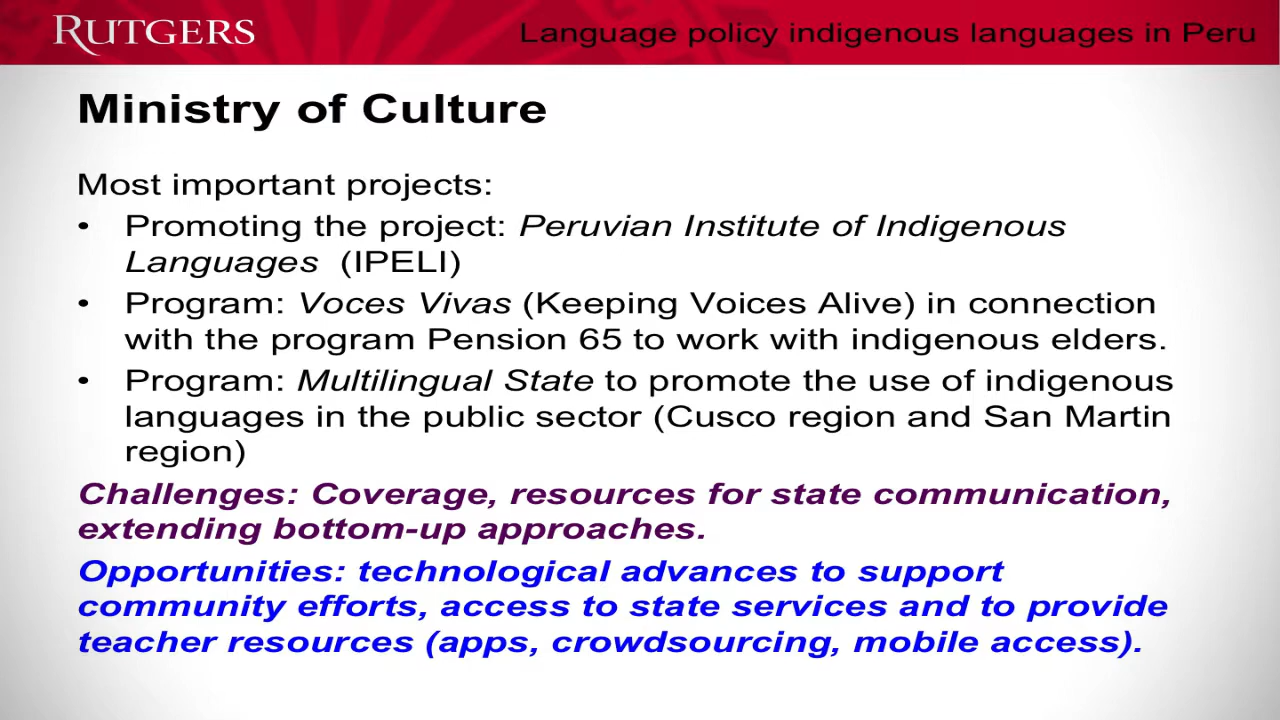 RUTGERS
Language policy indigenous languages in Peru
Ministry of Culture
Most important projects:
• Promoting the project: Peruvian Institute of Indigenous
Languages (IPELI)
• Program: Voces Vivas (Keeping Voices Alive) in connection
with the program Pension 65 to work with indigenous elders.
• Program: Multilingual State to promote the use of indigenous
languages in the public sector (Cusco region and San Martin
region)
Challenges: Coverage, resources for state communication,
extending bottom-up approaches.
Opportunities: technological advances to support
community efforts, access to state services and to provide
teacher resources (apps, crowdsourcing, mobile access).